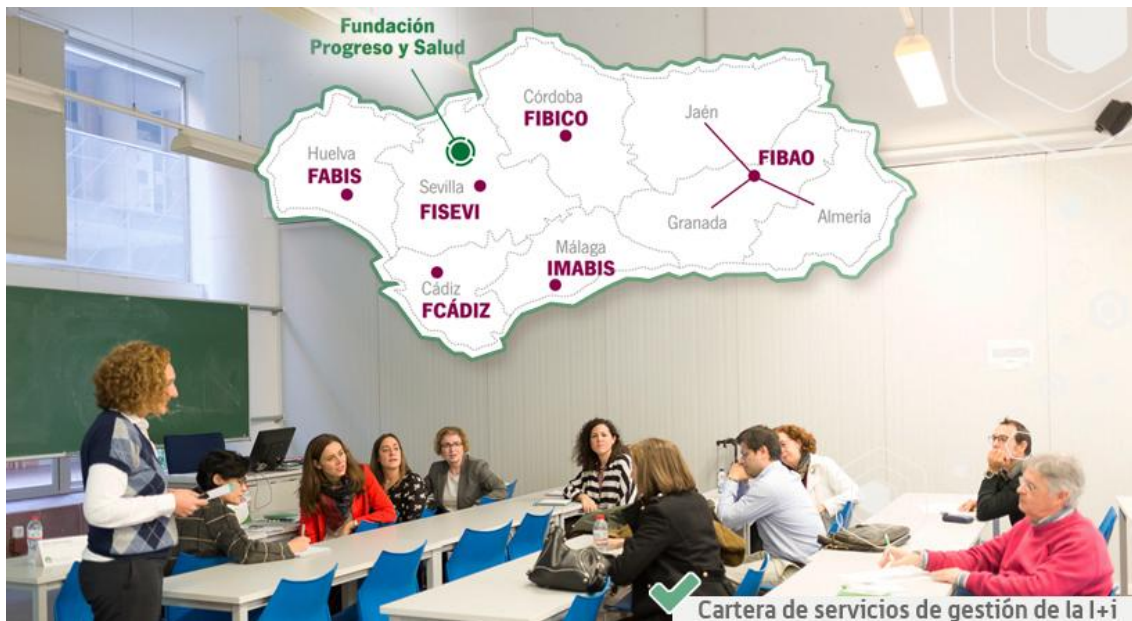 Fundación
Progreso y Salud
Córdoba
FIBICO
Jaén
Huelva
FABIS
FIBAO
Sevilla
FISEVI
Granada
Almería
Málaga
IMABIS
Cádiz
FCÁDIZ
Cartera de servicios de gestión de la I+i